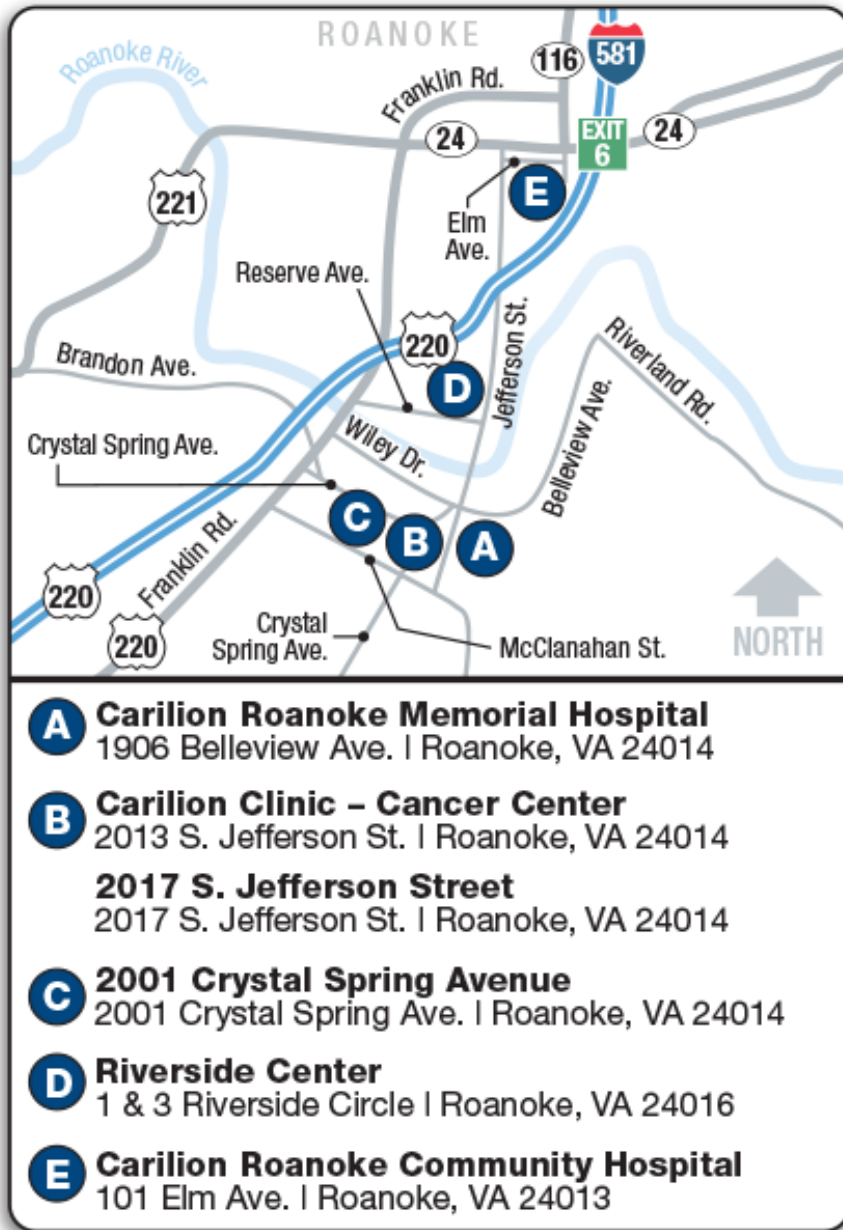 ROANOKE
Roanoke River
116
581
Franklin Rd.
24
EXIT
6
24
221
E
Elm
Ave.
Reserve Ave.
220
Jefferson St.
Brandon Ave.
D
Riverland Rd.
Belleview Ave.
Wiley Dr.
Crystal Spring Ave.
C
B
A
Franklin Rd.
220
220
Crystal
Spring Ave.
McClanahan St.
NORTH
A Carilion Roanoke Memorial Hospital
1906 Belleview Ave. | Roanoke, VA 24014
B Carilion Clinic – Cancer Center
2013 S. Jefferson St. | Roanoke, VA 24014
2017 S. Jefferson Street
2017 S. Jefferson St. | Roanoke, VA 24014
C 2001 Crystal Spring Avenue
2001 Crystal Spring Ave. | Roanoke, VA 24014
D Riverside Center
1 & 3 Riverside Circle | Roanoke, VA 24016
E Carilion Roanoke Community Hospital
101 Elm Ave. | Roanoke, VA 24013